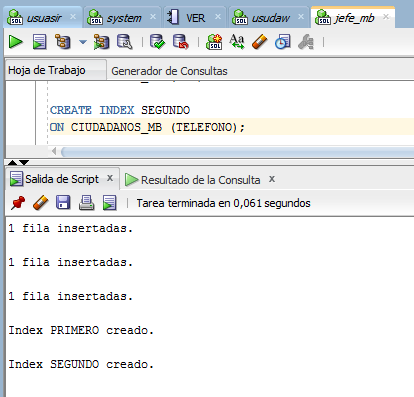 usuasir
system
VER
usudaw
jefe_mb
SQL
Aa
Hoja de Trabajo
Generador de Consultas
CREATE INDEX SEGUNDO
ON CIUDADANOS_MB (TELEFONO);
Salida de Script x
Resultado de la Consulta x
Tarea terminada en 0,061 segundos
1 fila insertadas.
1 fila insertadas.
1 fila insertadas.
Index PRIMERO creado.
Index SEGUNDO creado.